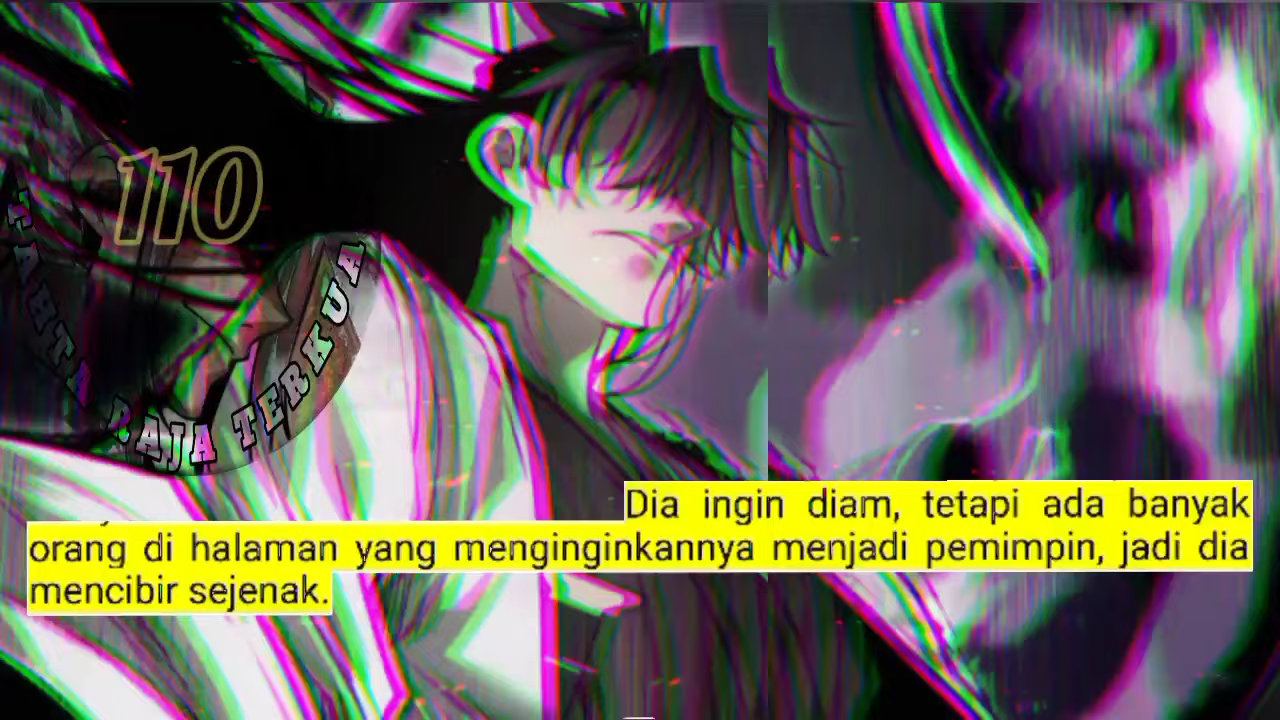 110
TAHTA RAJA TERKUA
Dia ingin diam, tetapi ada banyak
orang di halaman yang menginginkannya menjadi pemimpin, jadi dia
mencibir sejenak.